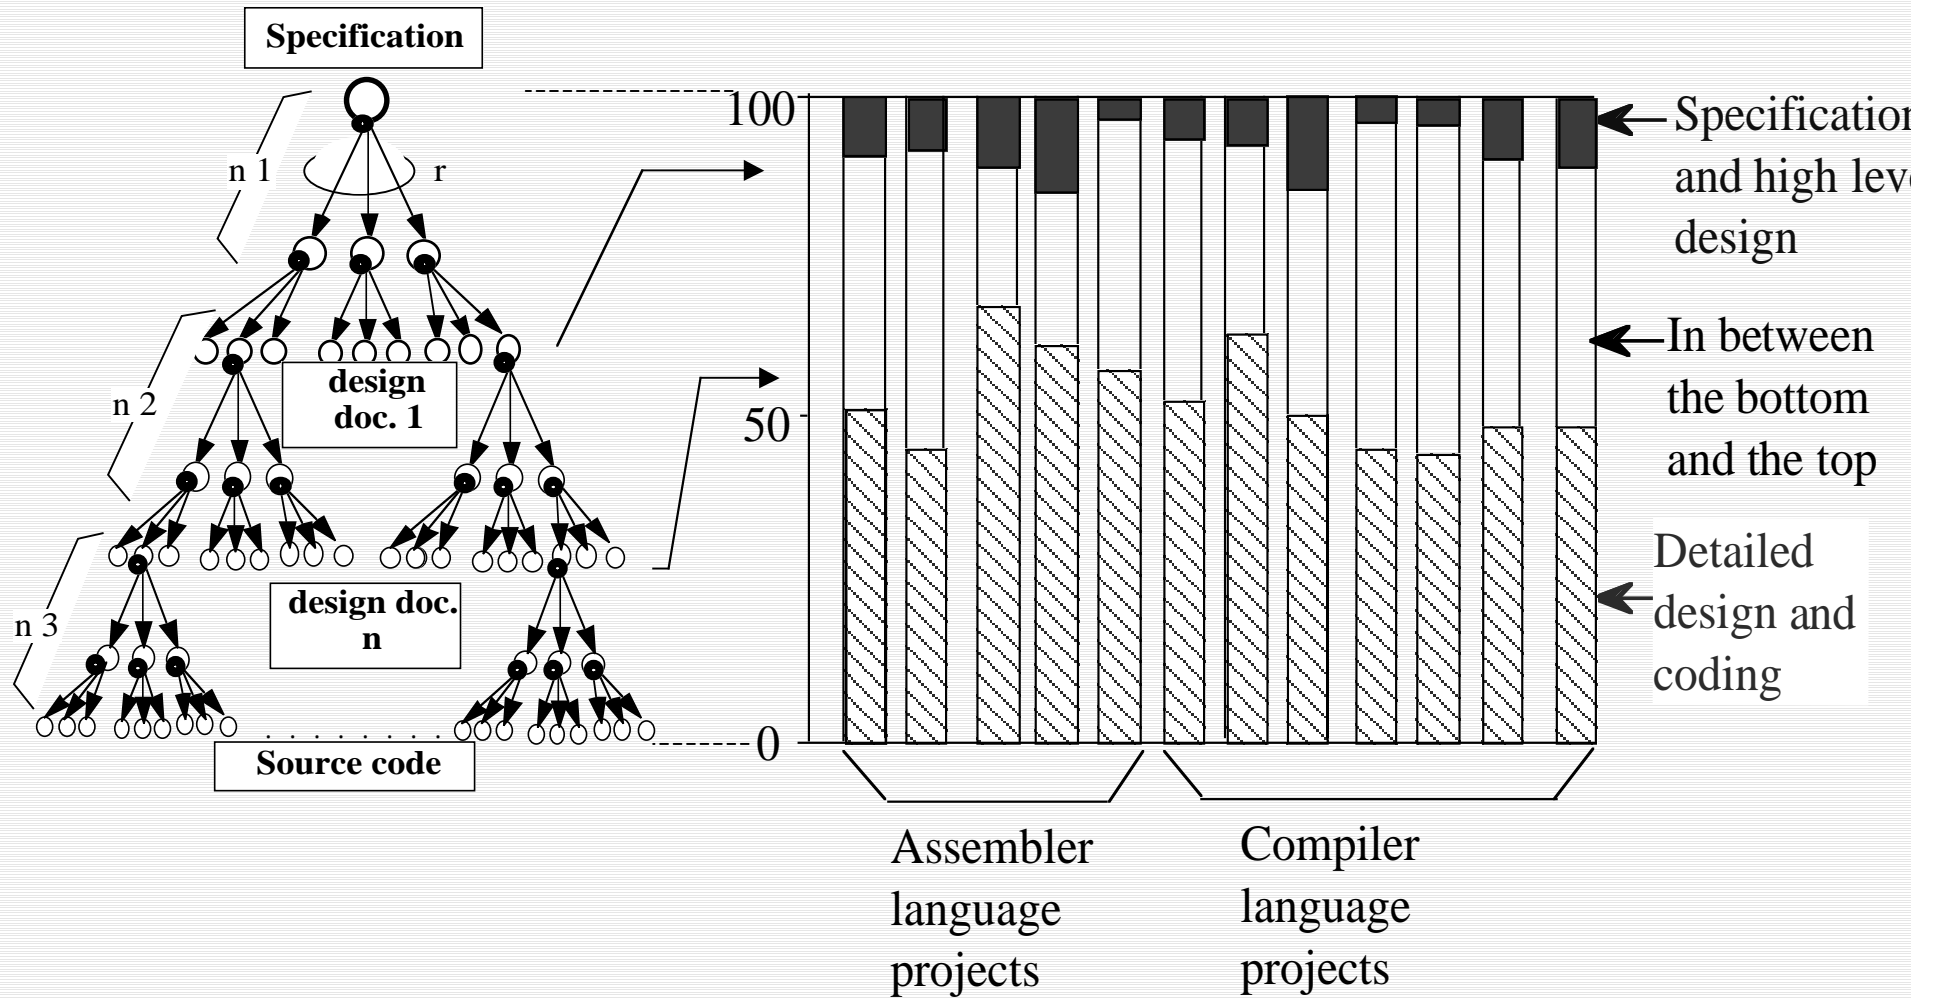 Specification
n 1
r
n 2
design
doc. 1
n 3
design doc.
n
. . . . . . . .
Source code
100
50
0
Specification
and high leve
design
In between
the bottom
and the top
Detailed
design and
coding
Assembler
language
projects
Compiler
language
projects